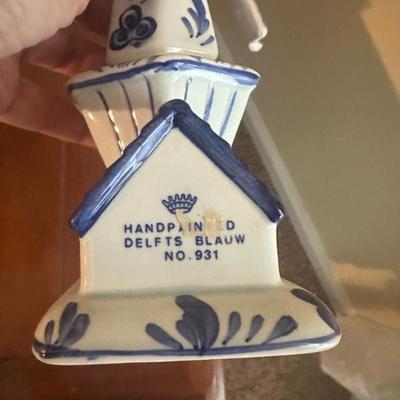 HANDPAINTED
DELFTS BLAUW
NO. 931